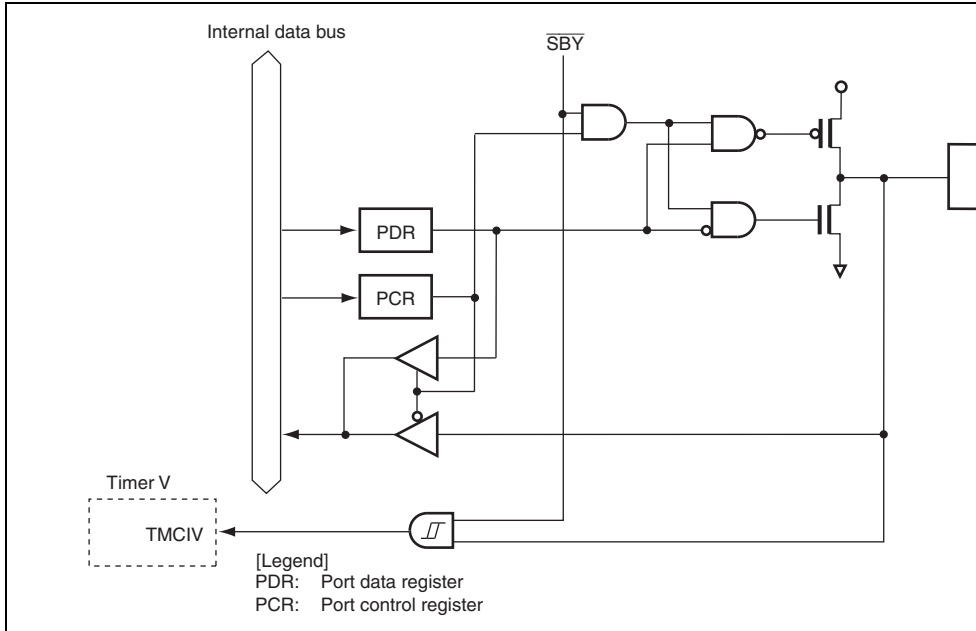 Internal data bus
SBY
PDR
PCR
Timer V
TMCIV
[Legend]
PDR: Port data register
PCR: Port control register